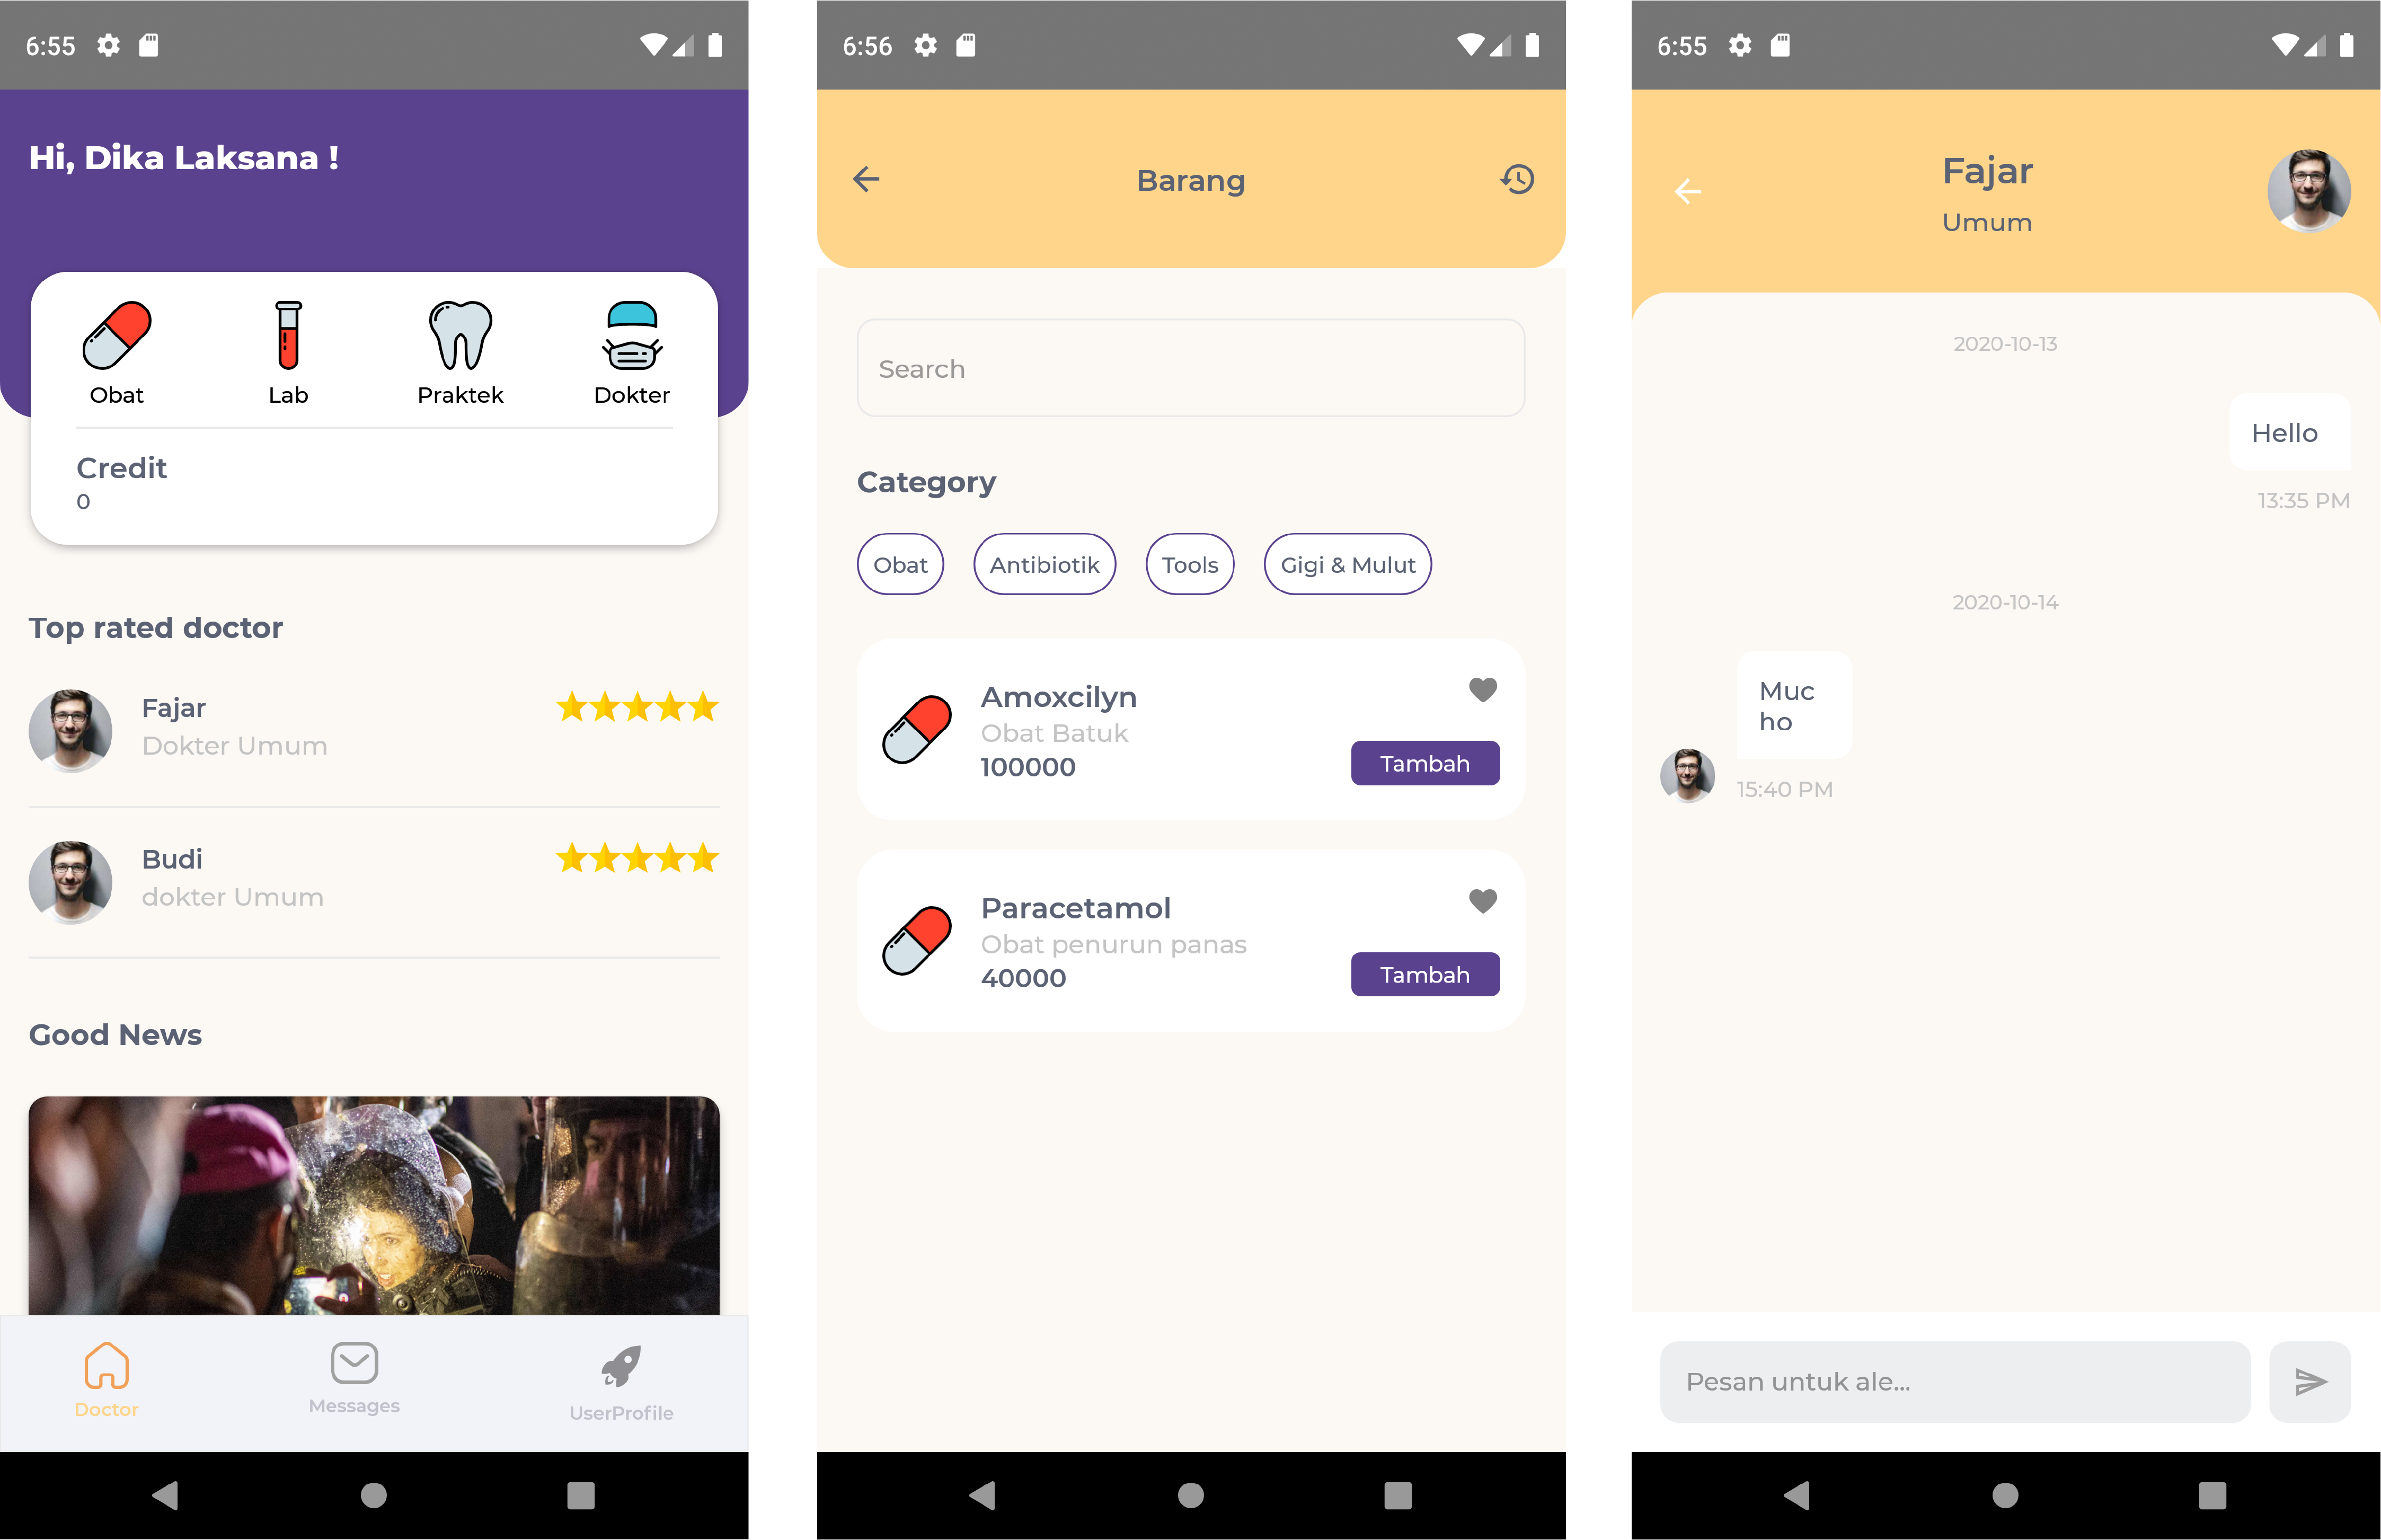 6:55
Hi, Dika Laksana !
Obat
Lab
Praktek
Dokter
Credit
0
Top rated doctor
Fajar
Dokter Umum
Budi
dokter Umum
Good News
Doctor
Messages
UserProfile
6:56
Barang
Search
Category
Obat
Antibiotik
Tools
Gigi & Mulut
Amoxcilyn
Obat Batuk
100000
Tambah
Paracetamol
Obat penurun panas
40000
Tambah
6:55
Fajar
Umum
2020-10-13
Hello
13:35 PM
2020-10-14
Muc
ho
15:40 PM
Pesan untuk ale...